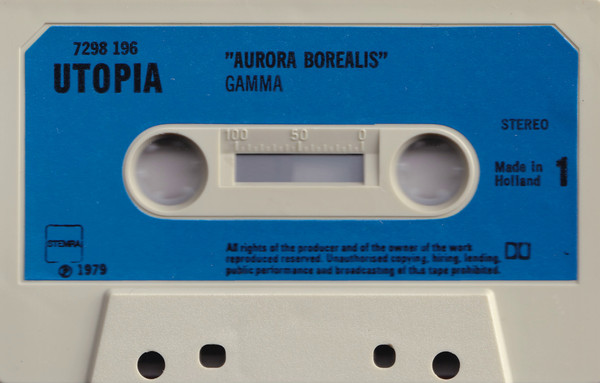 7298 196
UTOPIA
"AURORA BOREALIS"
GAMMA
100 50 0
STEREO
Made in
Holland
1
STEMRA
All rights of the producer and of the owner of the work
reproduced reserved. Unauthorised copying, hiring, lending,
public performance and broadcasting of this tape prohibited.
℗ 1979